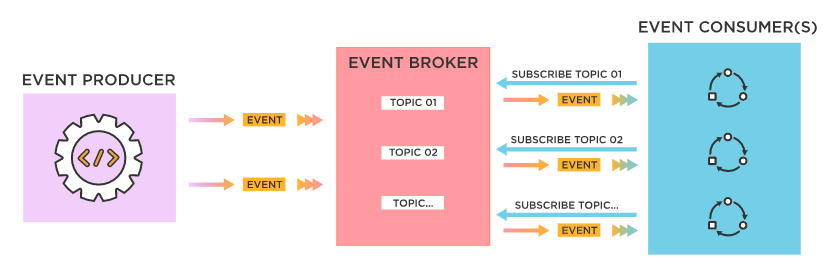 EVENT PRODUCER
</>
EVENT
EVENT
EVENT BROKER
TOPIC 01
TOPIC 02
TOPIC...
EVENT CONSUMER(S)
SUBSCRIBE TOPIC 01
EVENT
SUBSCRIBE TOPIC 02
EVENT
SUBSCRIBE TOPIC...
EVENT